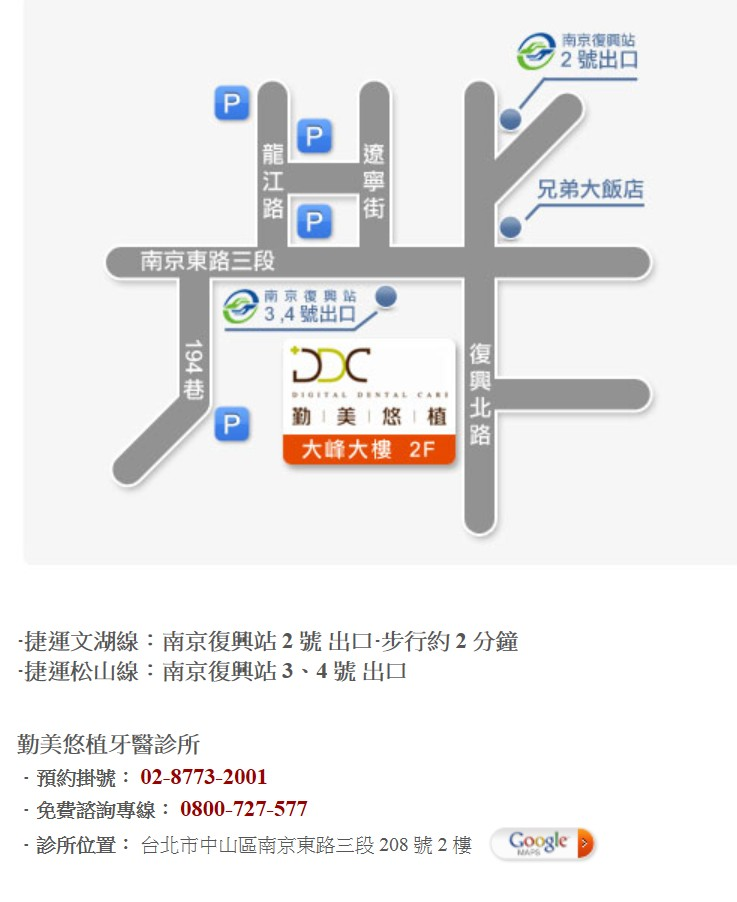 南京復興站
2 號出口
P
P
龍江路
遼寧街
兄弟大飯店
P
南京東路三段
南京復興站
3 ,4 號出口
194 巷
復興北路
DDC
DIGITAL DENTAL CARE
勤 | 美 | 悠 | 植
P
大峰大樓 2F
·捷運文湖線：南京復興站 2 號 出口·步行約 2 分鐘
·捷運松山線：南京復興站 3、4 號 出口
勤美悠植牙醫診所
· 預約掛號： 02-8773-2001
· 免費諮詢專線： 0800-727-577
· 診所位置： 台北市中山區南京東路三段 208 號 2 樓 Google
MAPS